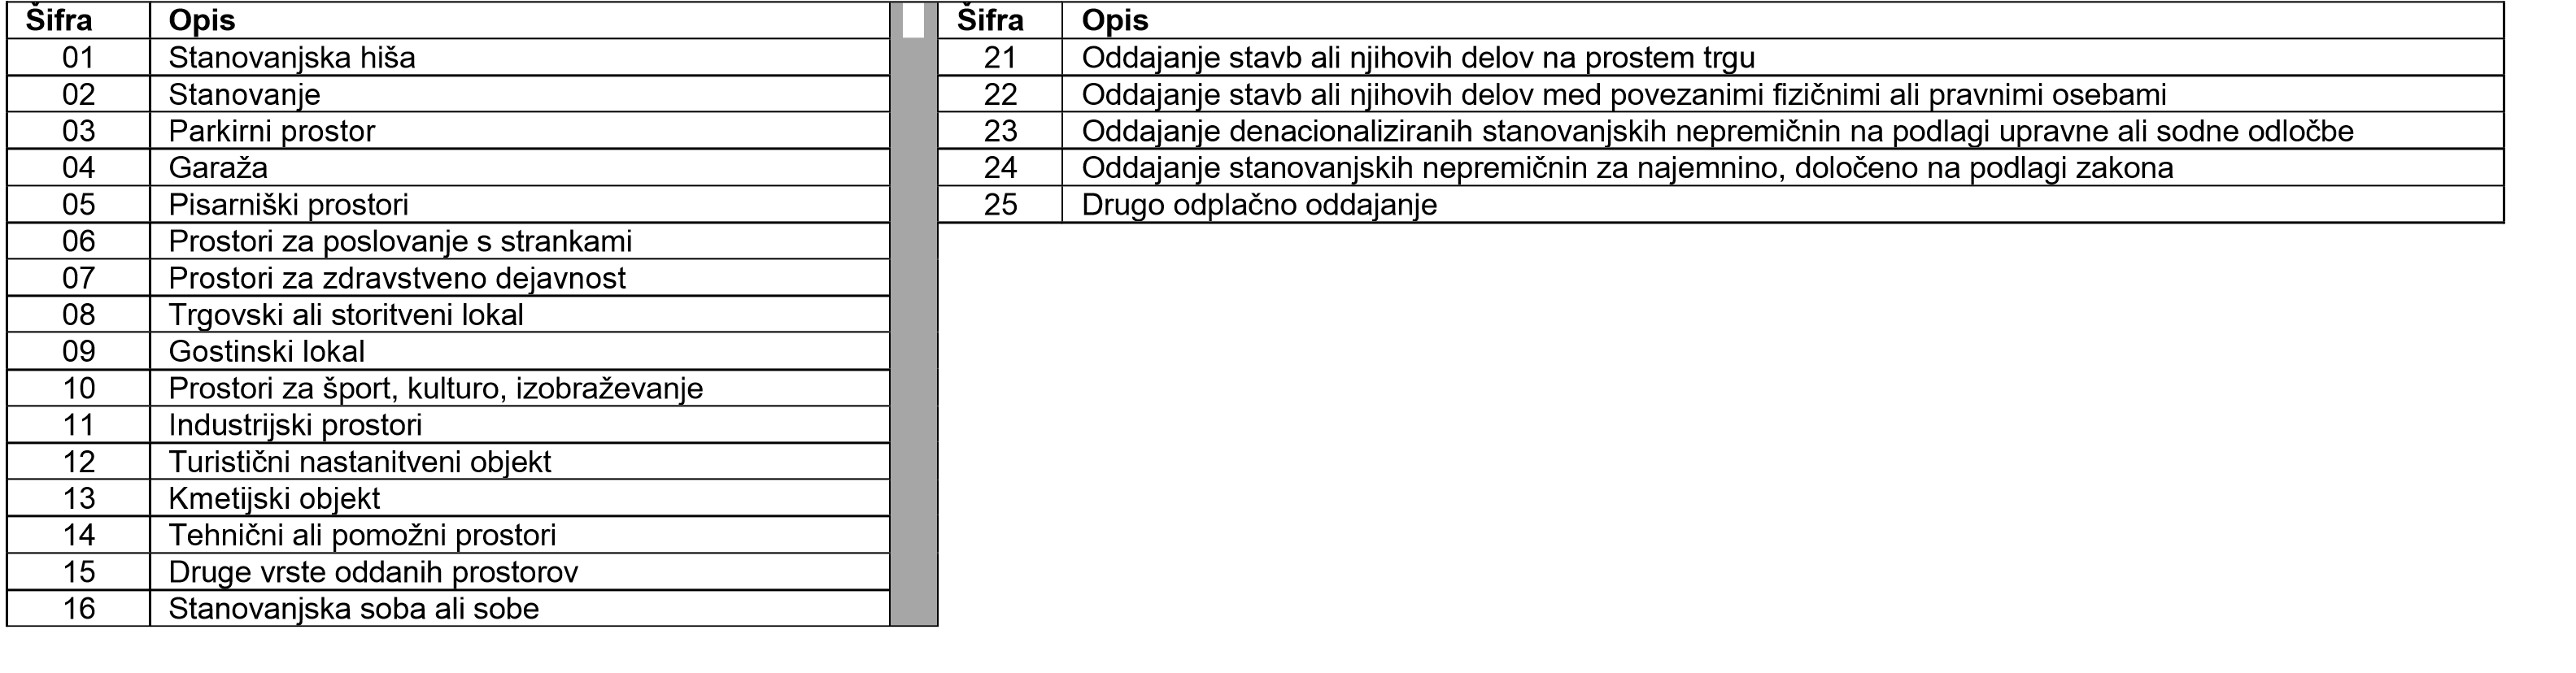 Šifra Opis
01 Stanovanjska hiša
02 Stanovanje
03 Parkirni prostor
04 Garaža
05 Pisarniški prostori
06 Prostori za poslovanje s strankami
07 Prostori za zdravstveno dejavnost
08 Trgovski ali storitveni lokal
09 Gostinski lokal
10 Prostori za šport, kulturo, izobraževanje
11 Industrijski prostori
12 Turistični nastanitveni objekt
13 Kmetijski objekt
14 Tehnični ali pomožni prostori
15 Druge vrste oddanih prostorov
16 Stanovanjska soba ali sobe
Šifra Opis
21 Oddajanje stavb ali njihovih delov na prostem trgu
22 Oddajanje stavb ali njihovih delov med povezanimi fizičnimi ali pravnimi osebami
23 Oddajanje denacionaliziranih stanovanjskih nepremičnin na podlagi upravne ali sodne odločbe
24 Oddajanje stanovanjskih nepremičnin za najemnino, določeno na podlagi zakona
25 Drugo odplačno oddajanje